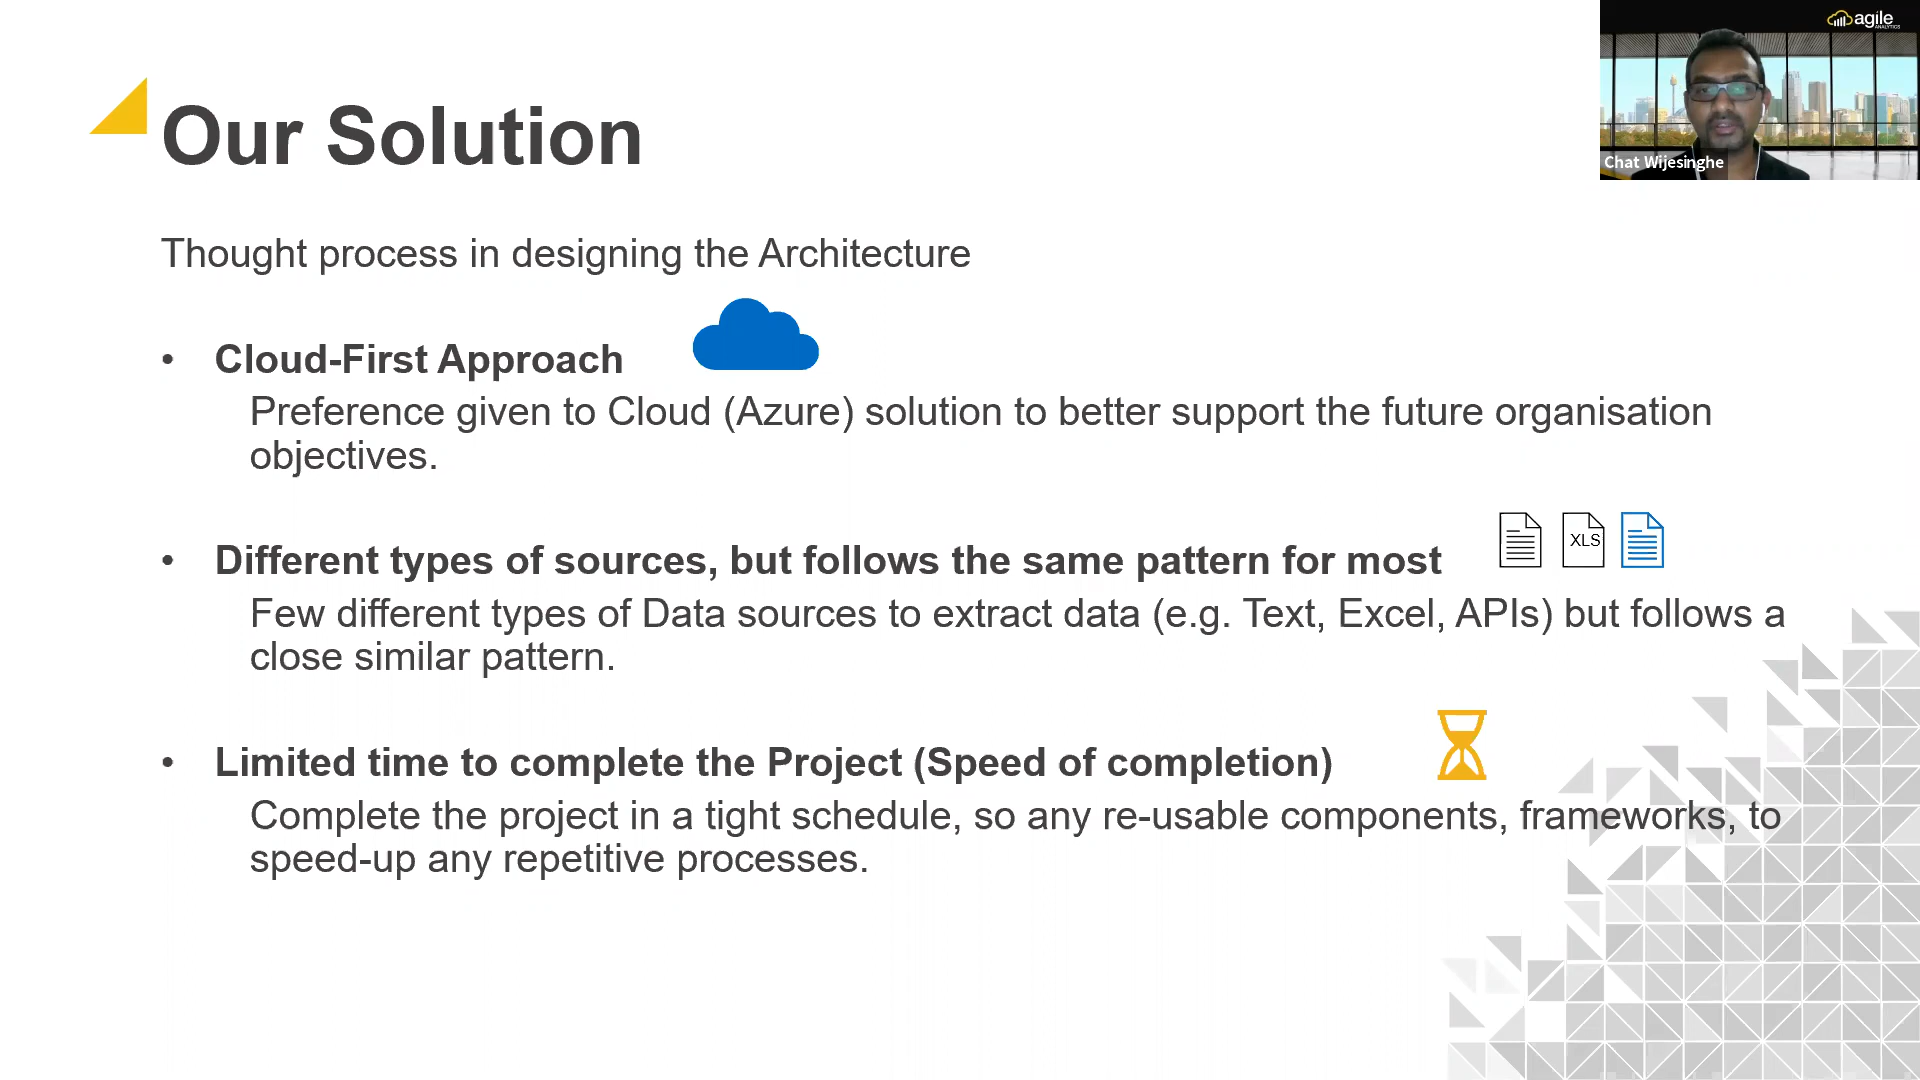 agile
ANALYTICS
Chat Wijesinghe
Our Solution
Thought process in designing the Architecture
• Cloud-First Approach
Preference given to Cloud (Azure) solution to better support the future organisation
objectives.
• Different types of sources, but follows the same pattern for most
XLS
Few different types of Data sources to extract data (e.g. Text, Excel, APIs) but follows a
close similar pattern.
• Limited time to complete the Project (Speed of completion)
Complete the project in a tight schedule, so any re-usable components, frameworks, to
speed-up any repetitive processes.